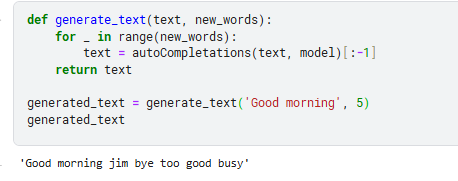 def generate_text(text, new_words):
    for _ in range(new_words):
        text = autoCompletations(text, model)[:-1]
    return text

generated_text = generate_text('Good morning', 5)
generated_text
'Good morning jim bye too good busy'